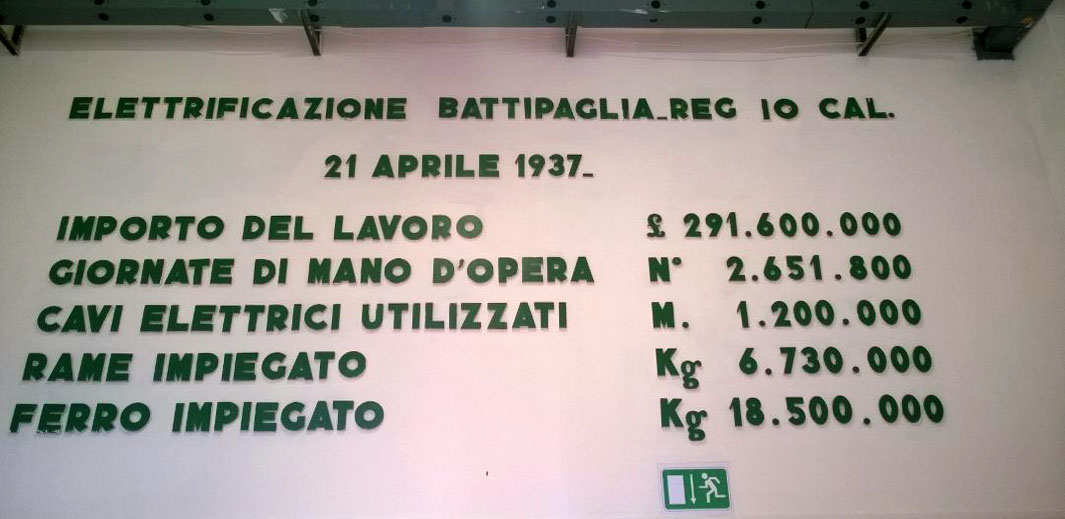 ELETTRIFICAZIONE BATTIPAGLIA_REG IO CAL.
21 APRILE 1937_
IMPORTO DEL LAVORO £ 291.600.000
GIORNATE DI MANO D'OPERA N° 2.651.800
CAVI ELETTRICI UTILIZZATI M. 1.200.000
RAME IMPIEGATO Kg 6.730.000
FERRO IMPIEGATO Kg 18.500.000